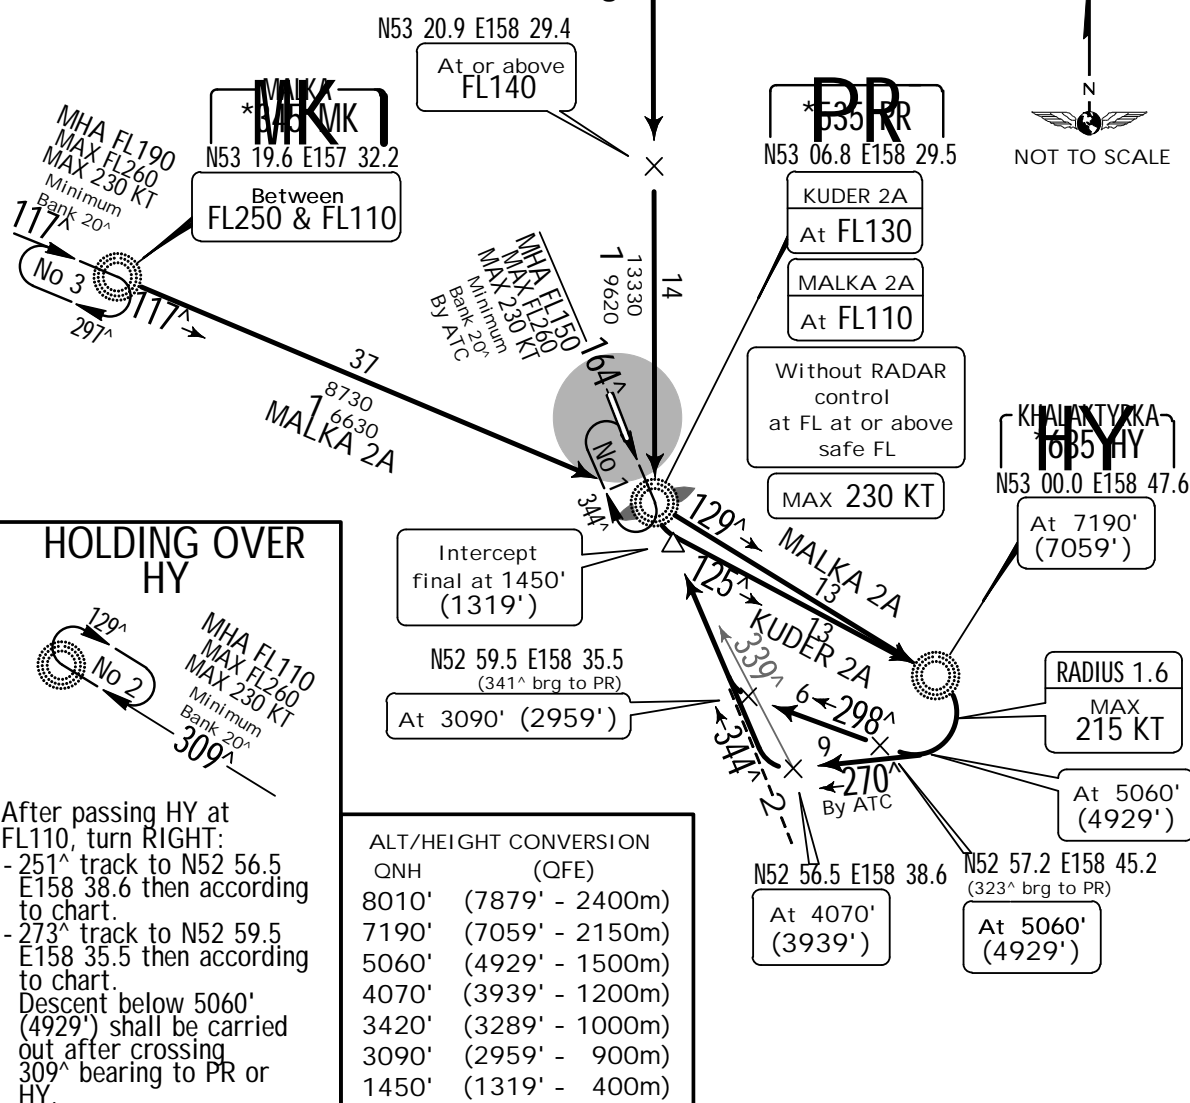 N53 20.9 E158 29.4
At or above
FL140
MALKA
*345 MK
MK
N53 19.6 E157 32.2
Between
FL250 & FL110
MHA FL190
MAX FL260
MAX 230 KT
Minimum
Bank 20^
117^
No 3
297^
117^
37
8730
1 6630
MALKA 2A
MHA FL150
MAX FL260
MAX 230 KT
Minimum
Bank 20^
By ATC
164^
No 1
344^
13330
1 9620
14
PR
*535 PR
N53 06.8 E158 29.5
KUDER 2A
At FL130
MALKA 2A
At FL110
Without RADAR
control
at FL at or above
safe FL
MAX 230 KT
N
NOT TO SCALE
KHALAKTYRKA
*635 HY
HY
N53 00.0 E158 47.6
At 7190'
(7059')
129^
MALKA 2A
13
125^
13
KUDER 2A
Intercept
final at 1450'
(1319')
N52 59.5 E158 35.5
(341^ brg to PR)
At 3090' (2959')
339^
344^
2
6
298^
9
270^
By ATC
RADIUS 1.6
MAX
215 KT
At 5060'
(4929')
N52 56.5 E158 38.6
At 4070'
(3939')
N52 57.2 E158 45.2
(323^ brg to PR)
At 5060'
(4929')
HOLDING OVER
HY
129^
No 2
MHA FL110
MAX FL260
MAX 230 KT
Minimum
Bank 20^
309^
After passing HY at
FL110, turn RIGHT:
- 251^ track to N52 56.5
E158 38.6 then according
to chart.
- 273^ track to N52 59.5
E158 35.5 then according
to chart.
Descent below 5060'
(4929') shall be carried
out after crossing
309^ bearing to PR or
HY.
ALT/HEIGHT CONVERSION
QNH (QFE)
8010' (7879' - 2400m)
7190' (7059' - 2150m)
5060' (4929' - 1500m)
4070' (3939' - 1200m)
3420' (3289' - 1000m)
3090' (2959' - 900m)
1450' (1319' - 400m)